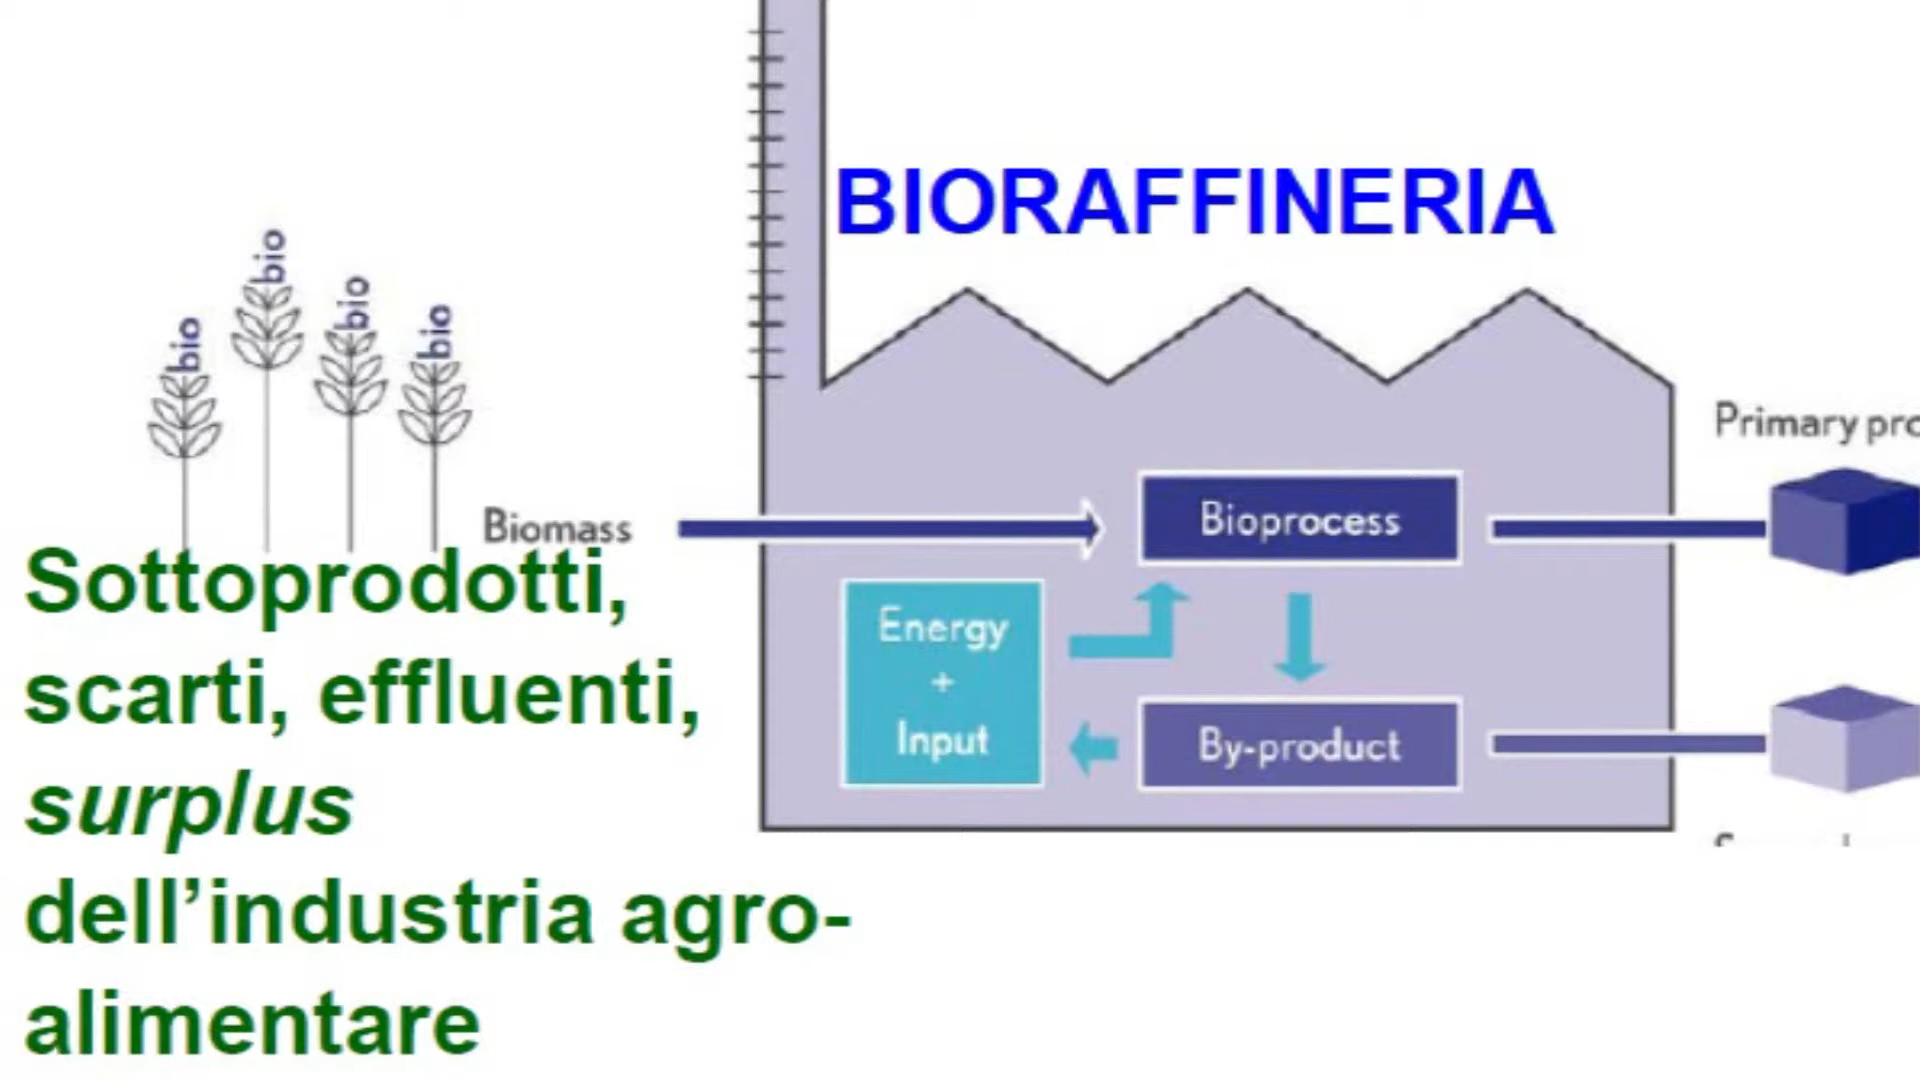 BIORAFFINERIA
bio
bio
bio
bio
Primary
Biomass
Bioprocess
Sottoprodotti,
scarti, effluenti,
surplus
dell’industria agro-
alimentare
Energy
+
Input
By-product